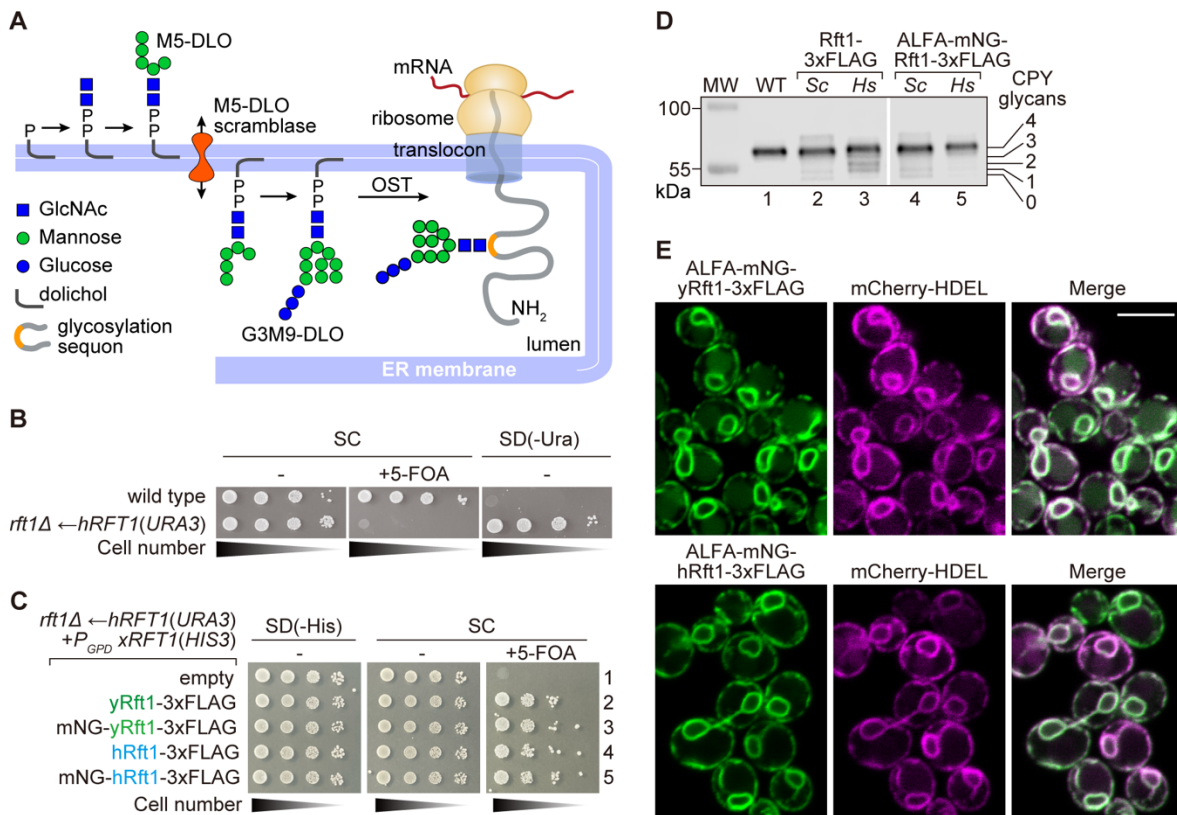 A
M5-DLO
P
P
P
P
P
M5-DLO
scramblase
mRNA
ribosome
translocon
P
P
P
P
OST
GlcNAc
Mannose
Glucose
dolichol
glycosylation
sequon
G3M9-DLO
NH2
lumen
ER membrane
B
SC
SD(-Ura)
- +5-FOA -
wild type
rft1Δ ←hRFT1(URA3)
Cell number
C
rft1Δ ←hRFT1(URA3)
+PGPD xRFT1(HIS3)
SD(-His) SC
- - +5-FOA
empty 1
yRft1-3xFLAG 2
mNG-yRft1-3xFLAG 3
hRft1-3xFLAG 4
mNG-hRft1-3xFLAG 5
Cell number
D
Rft1-
3xFLAG
ALFA-mNG-
Rft1-3xFLAG
MW WT Sc Hs Sc Hs
CPY
glycans
100
55
kDa
4
3
2
1
0
1 2 3 4 5
E
ALFA-mNG-
yRft1-3xFLAG
mCherry-HDEL
Merge
ALFA-mNG-
hRft1-3xFLAG
mCherry-HDEL
Merge